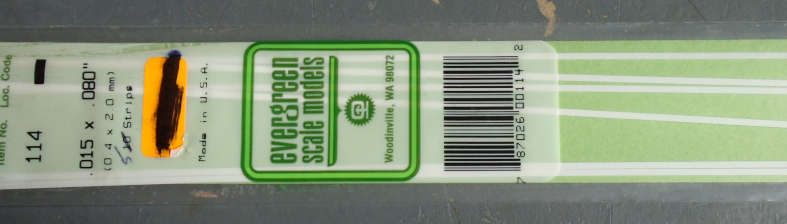 Item No. Loc. Code
114
.015 x .080"
(0.4 x 2.0 mm)
10 Strips
Made in U.S.A.
evergreen
scale models
Woodinville, WA 98072
7 87026 00114 2